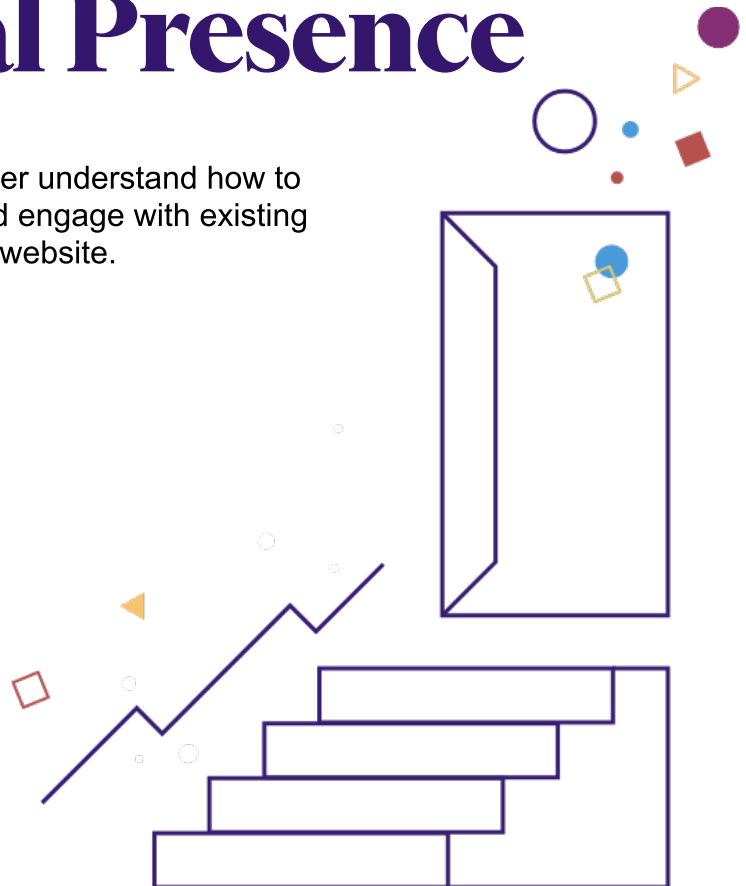 al Presence
er understand how to
d engage with existing
website.